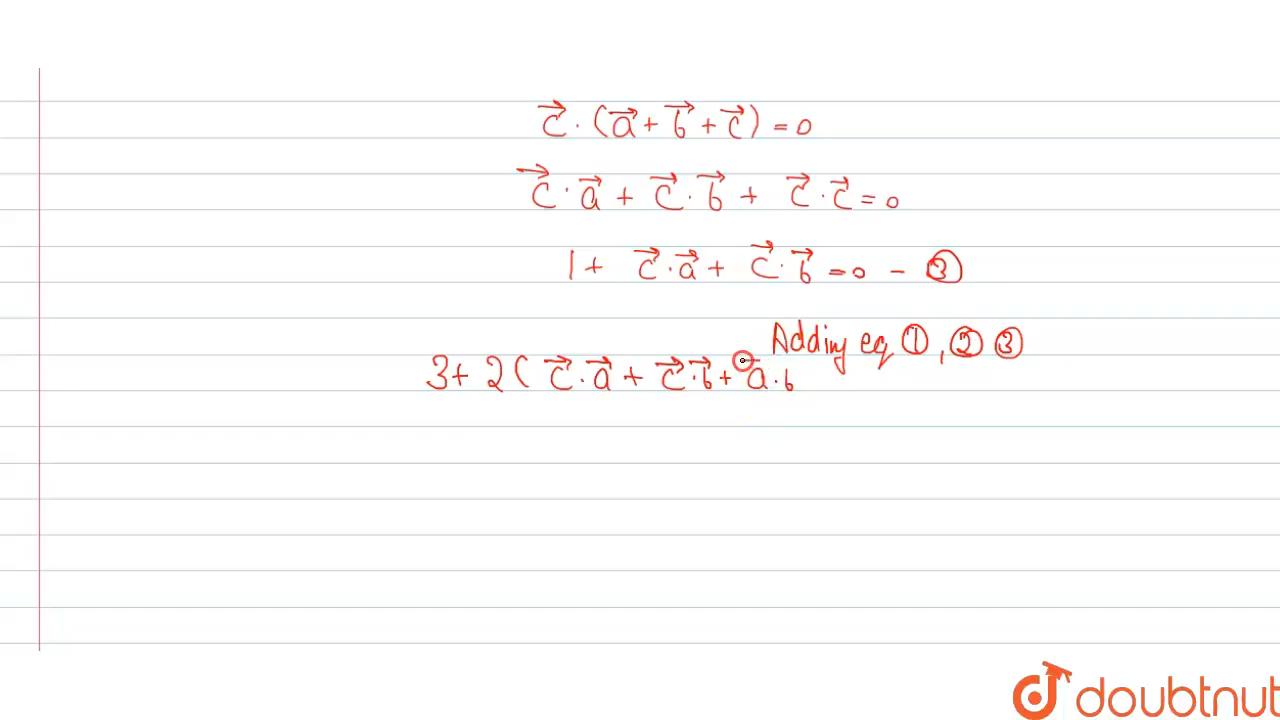 c⃗ · (a⃗ + b⃗ + c⃗) = 0
c⃗ · a⃗ + c⃗ · b⃗ + c⃗ · c⃗ = 0
1 + c⃗ · a⃗ + c⃗ · b⃗ = 0 - ③
Adding eq ①, ② ③
3 + 2( c⃗ · a⃗ + c⃗ · b⃗ + a · b
doubtnut